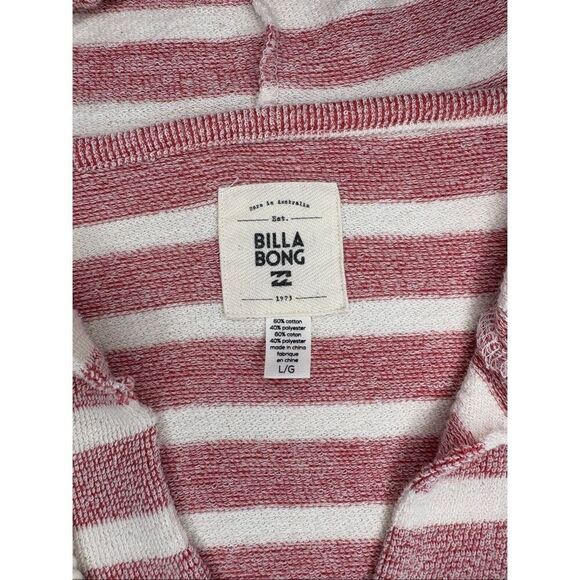 Born in Australia
Est.
BILLA
BONG
1973
60% cotton
40% polyester
60% coton
40% polyester
made in china
fabrique
en chine
L/G